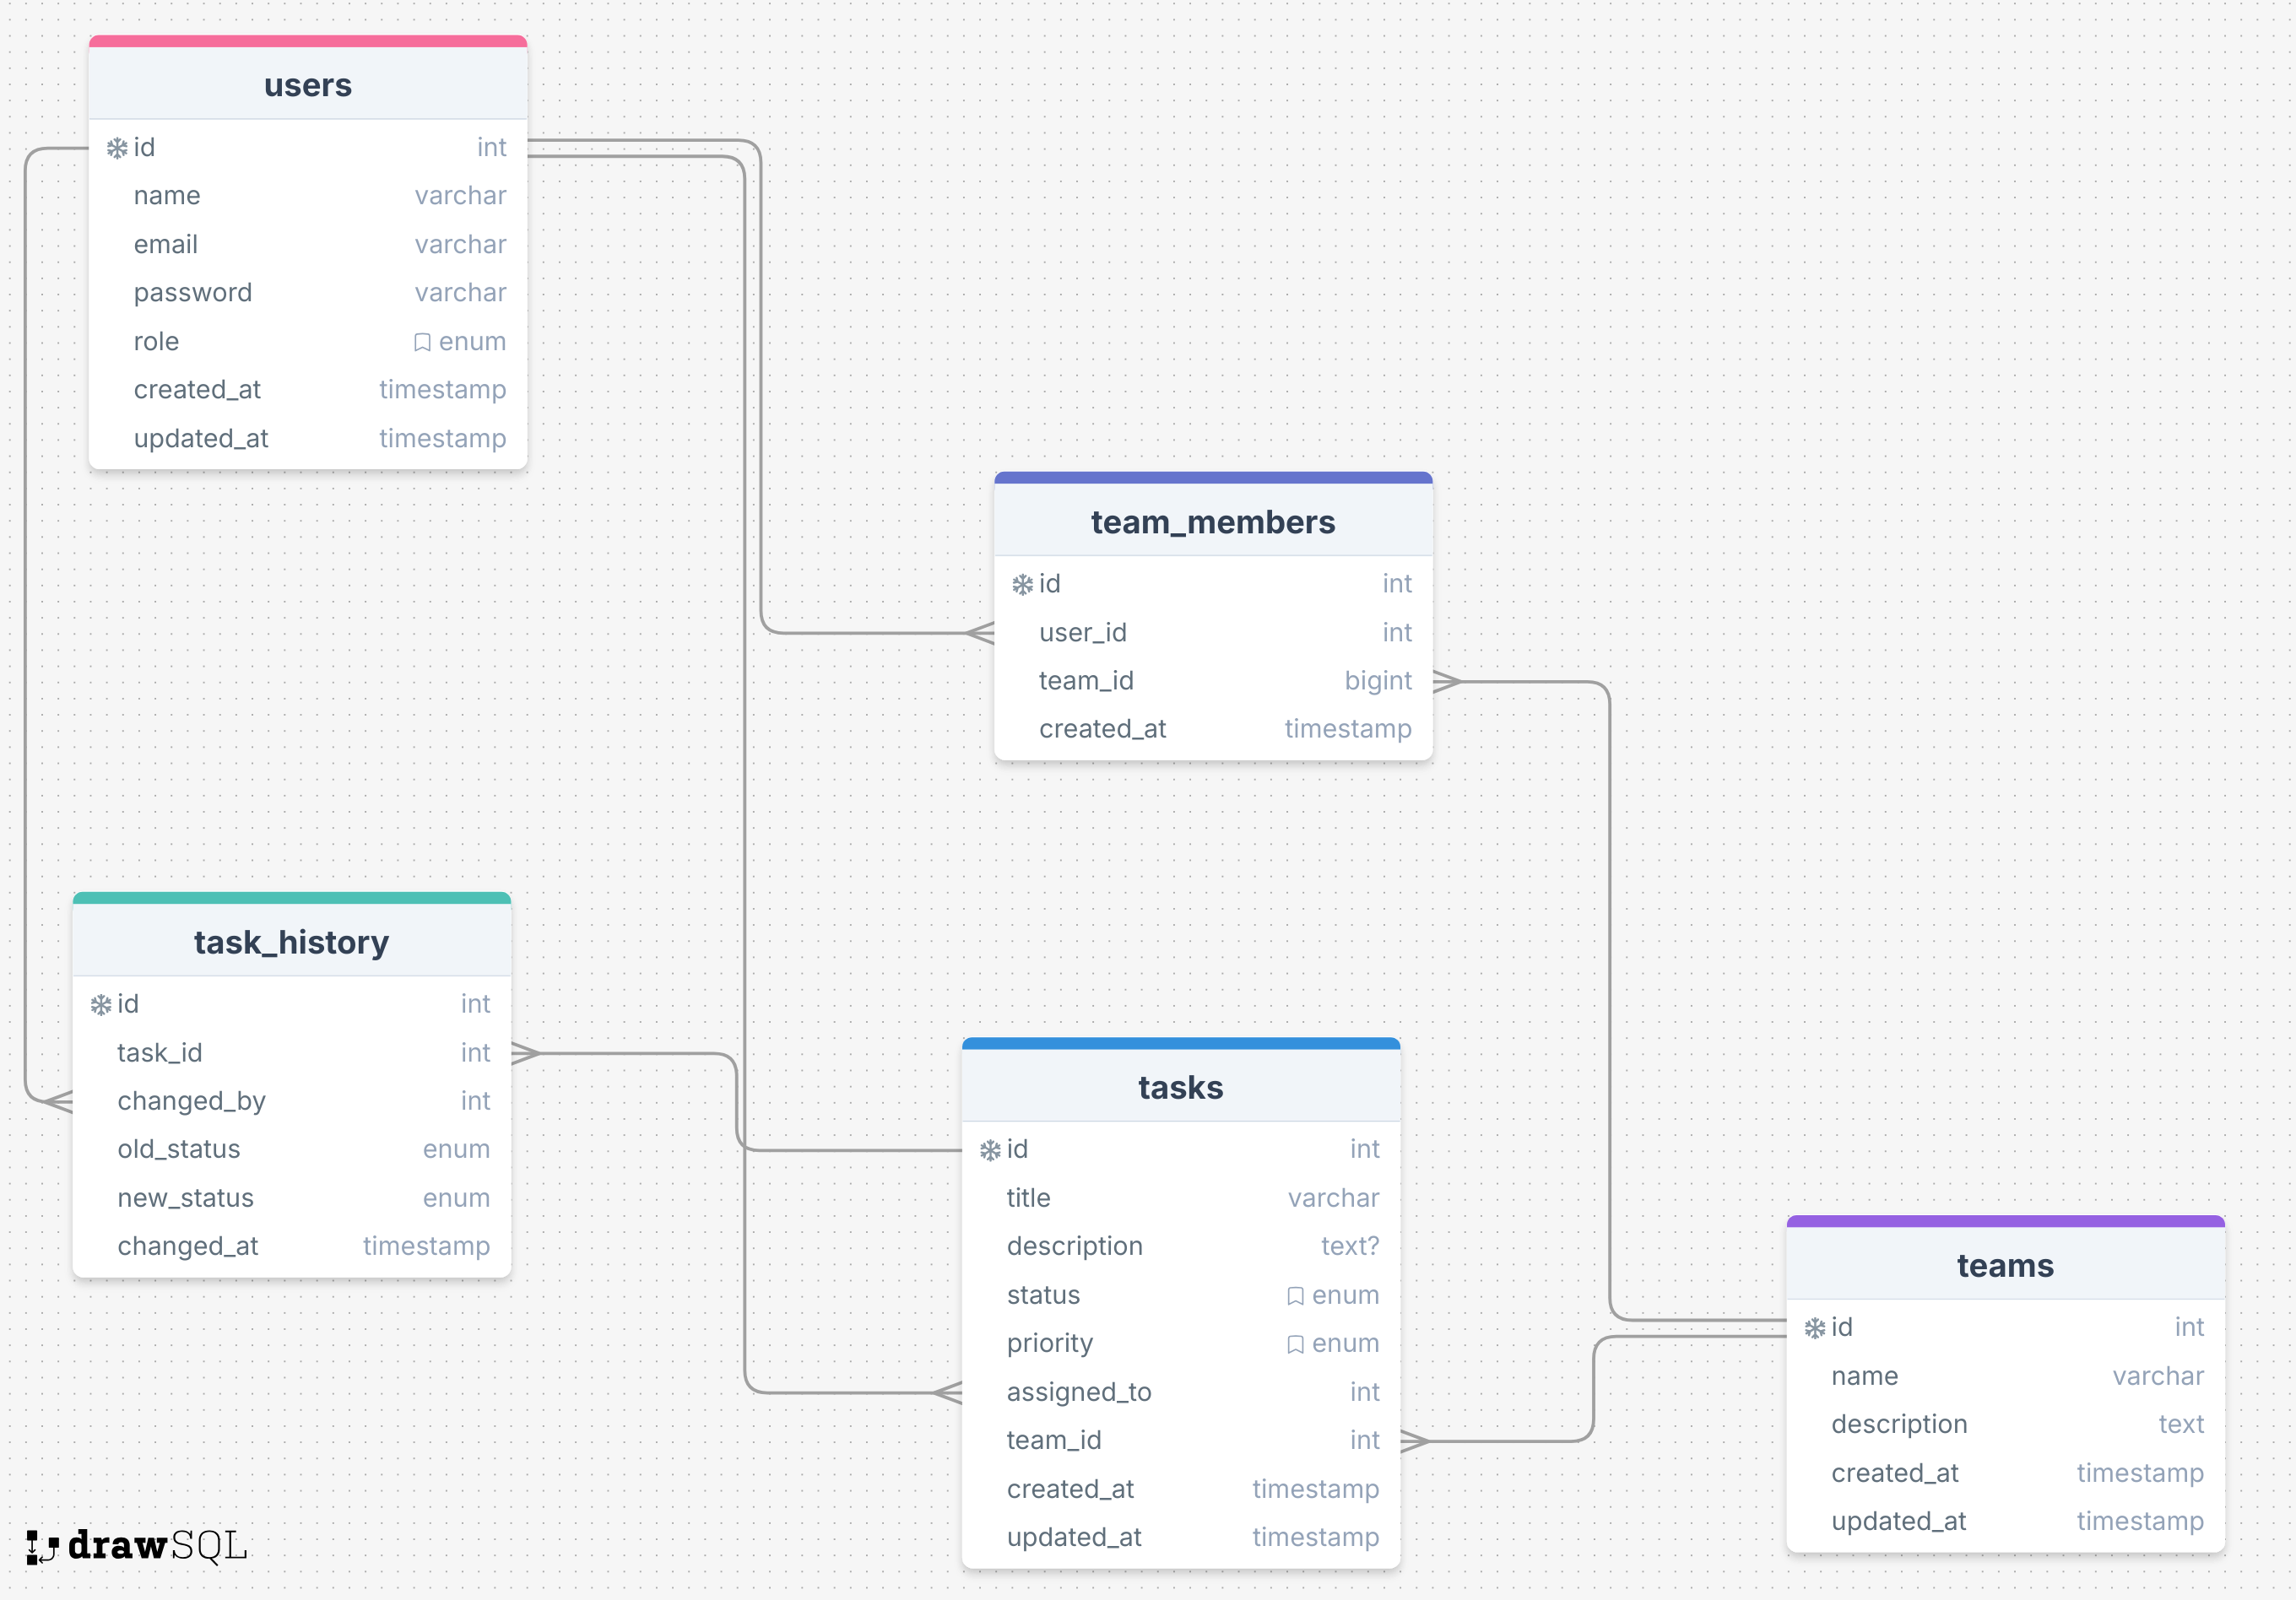 users
id int
name varchar
email varchar
password varchar
role enum
created_at timestamp
updated_at timestamp
team_members
id int
user_id int
team_id bigint
created_at timestamp
task_history
id int
task_id int
changed_by int
old_status enum
new_status enum
changed_at timestamp
tasks
id int
title varchar
description text?
status enum
priority enum
assigned_to int
team_id int
created_at timestamp
updated_at timestamp
teams
id int
name varchar
description text
created_at timestamp
updated_at timestamp
drawSQL